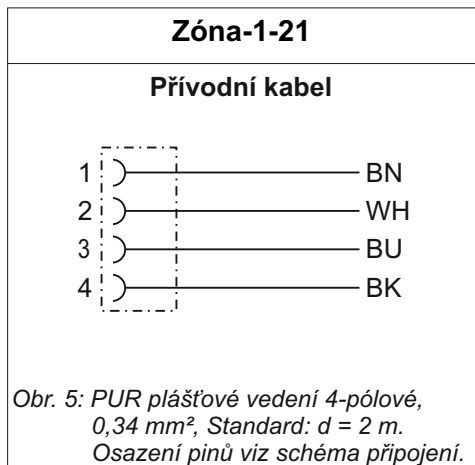 Zóna-1-21
Přívodní kabel
1 BN
2 WH
3 BU
4 BK
Obr. 5: PUR plášťové vedení 4-pólové,
0,34 mm², Standard: d = 2 m.
Osazení pinů viz schéma připojení.